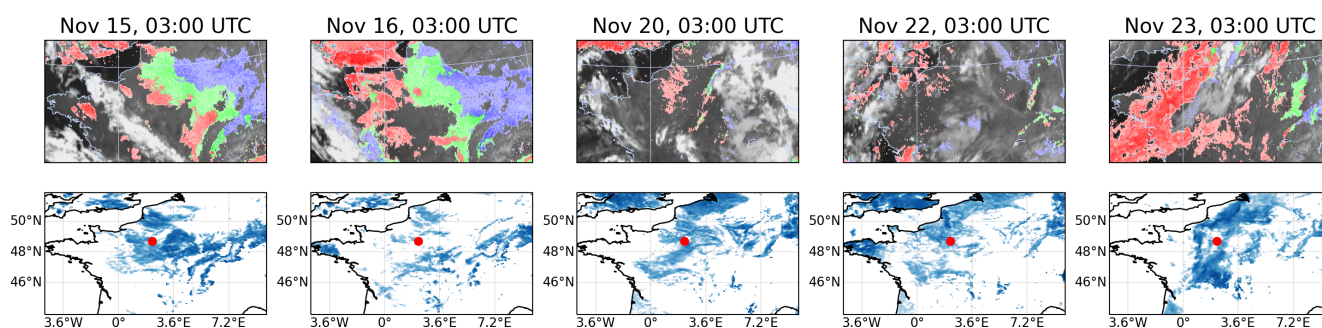 Nov 15, 03:00 UTC
Nov 16, 03:00 UTC
Nov 20, 03:00 UTC
Nov 22, 03:00 UTC
Nov 23, 03:00 UTC
50°N 50°N 50°N 50°N 50°N
48°N 48°N 48°N 48°N 48°N
46°N 46°N 46°N 46°N 46°N
3.6°W 0° 3.6°E 7.2°E 3.6°W 0° 3.6°E 7.2°E 3.6°W 0° 3.6°E 7.2°E 3.6°W 0° 3.6°E 7.2°E 3.6°W 0° 3.6°E 7.2°E